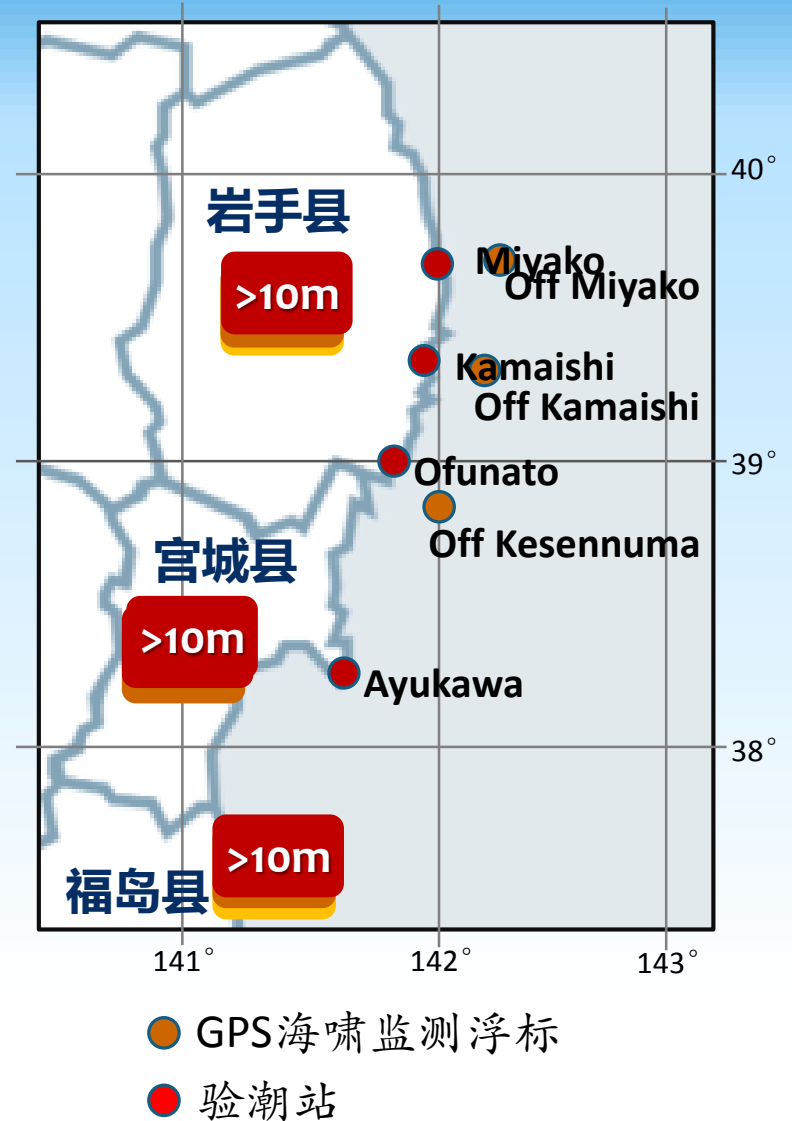 40°
岩手县
Miyako
Off Miyako
>10m
Kamaishi
Off Kamaishi
39°
Ofunato
Off Kesennuma
宫城县
>10m
Ayukawa
38°
>10m
福岛县
141°
142°
143°
GPS海啸监测浮标
验潮站